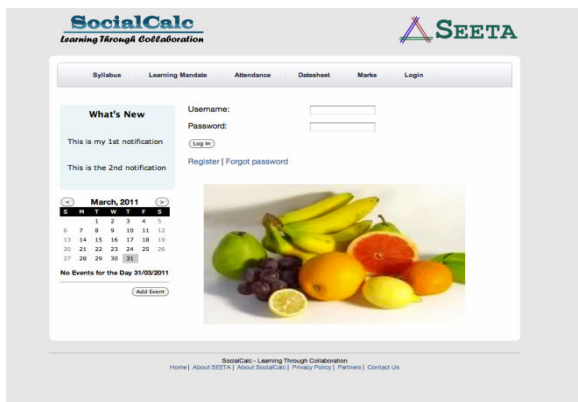 SocialCalc
Learning Through Collaboration
SEETA
Syllabus Learning Mandate Attendance Datesheet Marks Login
What's New
This is my 1st notification
This is the 2nd notification
Username:
Password:
Log In
Register | Forgot password
< March, 2011 >
S M T W T F S
1 2 3 4 5
6 7 8 9 10 11 12
13 14 15 16 17 18 19
20 21 22 23 24 25 26
27 28 29 30 31
No Events for the Day 31/03/2011
Add Event
SocialCalc - Learning Through Collaboration
Home| About SEETA | About SocialCalc| Privacy Policy | Partners | Contact Us